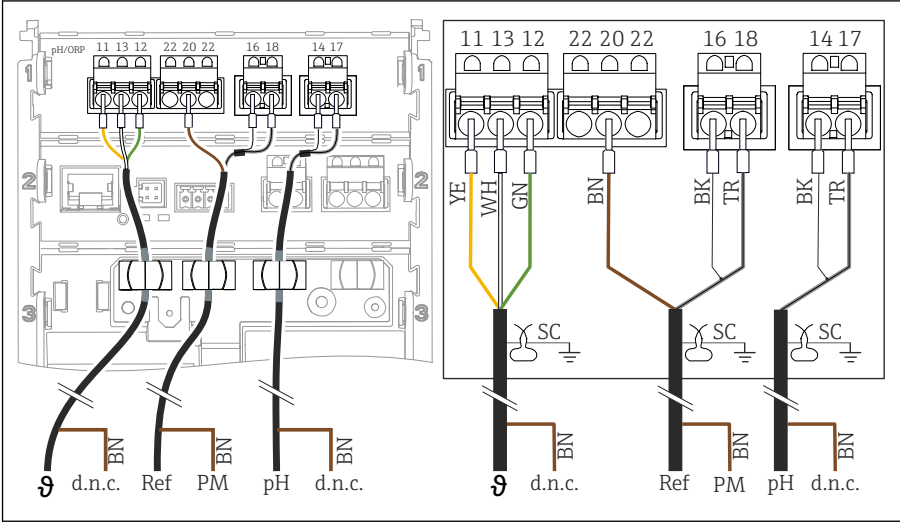 pH/ORP 11 13 12 22 20 22 16 18 14 17
1 1
2 2
3 3
BN BN BN
ϑ d.n.c. Ref PM pH d.n.c.
11 13 12 22 20 22 16 18 14 17
YE WH GN BN BK TR BK TR
SC SC SC
BN BN BN
ϑ d.n.c. Ref PM pH d.n.c.